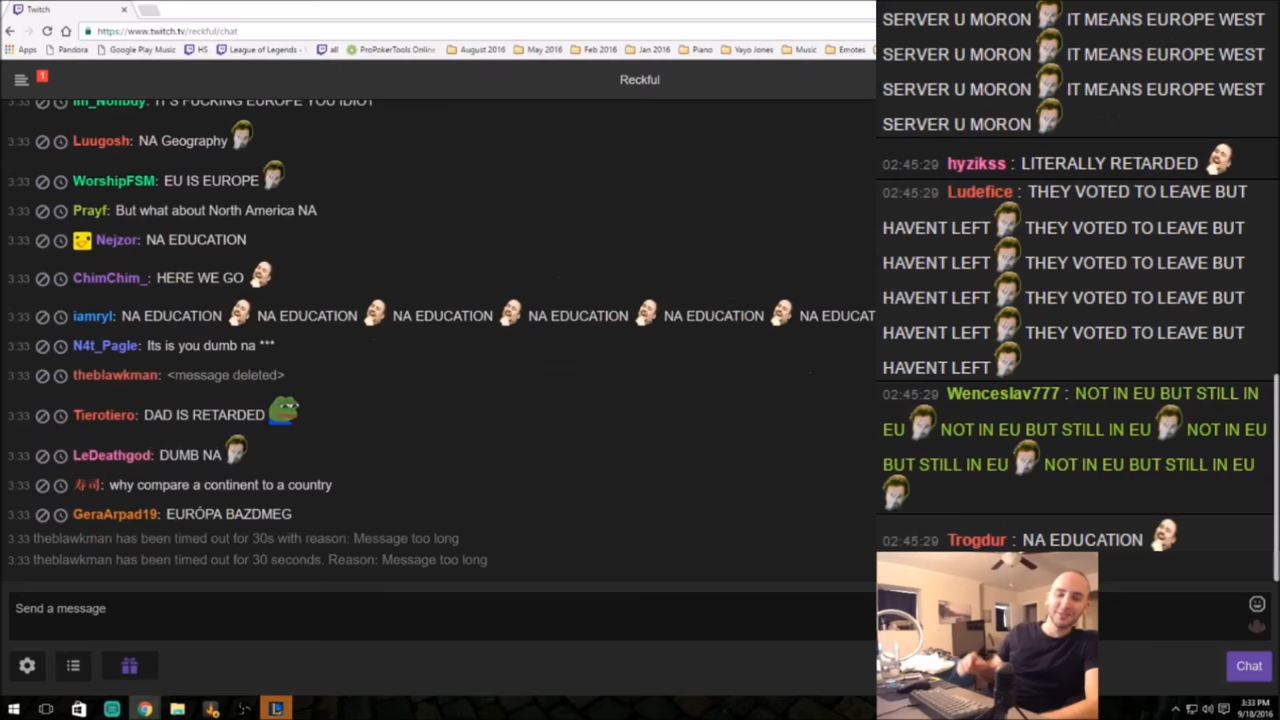 Twitch
https://www.twitch.tv/reckful/chat
Apps Pandora Google Play Music HS League of Legends - all ProPokerTools Online August 2016 May 2016 Feb 2016 Jan 2016 Piano Yayo Jones Music Emotes
1
Reckful
Im_Nonbuy: IT'S FUCKING EUROPE YOU IDIOT
3:33 Luugosh: NA Geography
3:33 WorshipFSM: EU IS EUROPE
3:33 Prayf: But what about North America NA
3:33 Nejzor: NA EDUCATION
3:33 ChimChim_: HERE WE GO
3:33 iamryl: NA EDUCATION NA EDUCATION NA EDUCATION NA EDUCATION NA EDUCATION NA EDUCAT
3:33 N4t_Pagle: Its is you dumb na ***
3:33 theblawkman: <message deleted>
3:33 Tierotiero: DAD IS RETARDED
3:33 LeDeathgod: DUMB NA
3:33 寿司: why compare a continent to a country
3:33 GeraArpad19: EURÓPA BAZDMEG
3:33 theblawkman has been timed out for 30s with reason: Message too long
3:33 theblawkman has been timed out for 30 seconds. Reason: Message too long
Send a message
Chat
SERVER U MORON IT MEANS EUROPE WEST
SERVER U MORON IT MEANS EUROPE WEST
SERVER U MORON IT MEANS EUROPE WEST
SERVER U MORON
02:45:29 hyzikss : LITERALLY RETARDED
02:45:29 Ludefice : THEY VOTED TO LEAVE BUT
HAVENT LEFT THEY VOTED TO LEAVE BUT
HAVENT LEFT THEY VOTED TO LEAVE BUT
HAVENT LEFT THEY VOTED TO LEAVE BUT
HAVENT LEFT THEY VOTED TO LEAVE BUT
HAVENT LEFT
02:45:29 Wenceslav777 : NOT IN EU BUT STILL IN
EU NOT IN EU BUT STILL IN EU NOT IN EU
BUT STILL IN EU NOT IN EU BUT STILL IN EU
02:45:29 Trogdur : NA EDUCATION
3:33 PM
9/18/2016